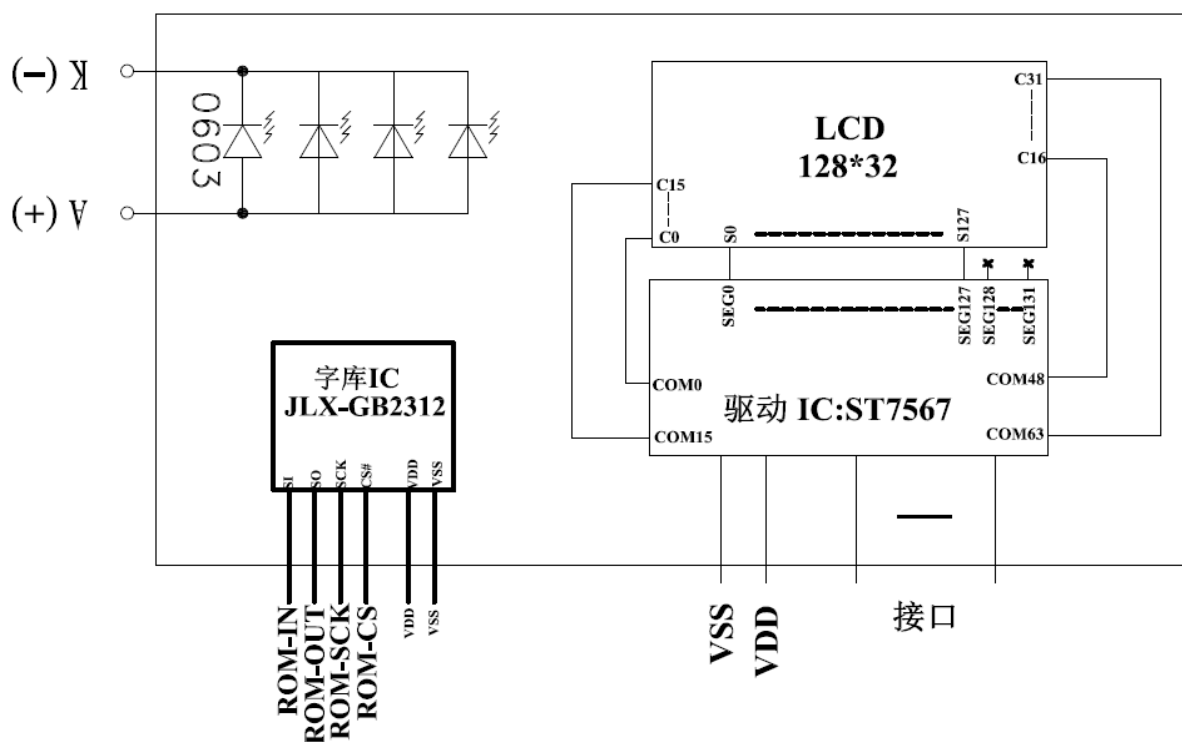 (-) K
0603
(+) A
LCD
128*32
C31
C16
C15
C0
S0
S127
SEG0
SEG127
SEG128
SEG131
COM0
COM15
COM48
COM63
驱动 IC:ST7567
字库IC
JLX-GB2312
SI
SO
SCK
CS#
VDD
VSS
ROM-IN
ROM-OUT
ROM-SCK
ROM-CS
VDD
VSS
VSS
VDD
接口